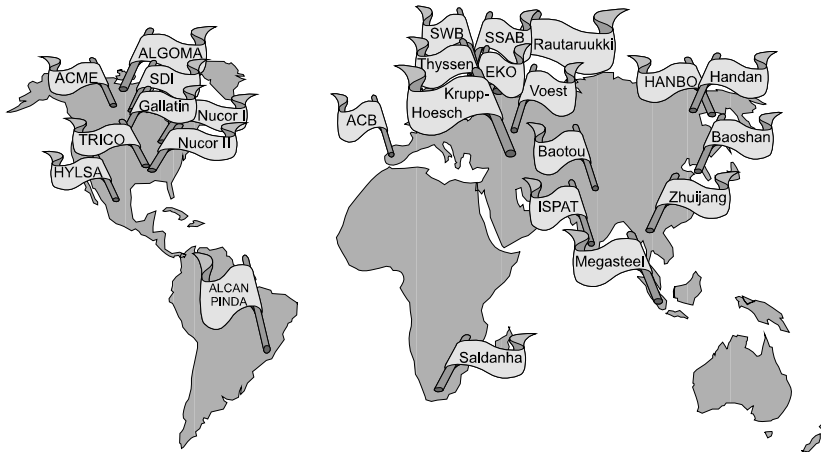 ALGOMA
ACME
SDI
Gallatin
Nucor I
TRICO
Nucor II
HYLSA
ALCAN
PINDA
SWB
SSAB
Rautaruukki
Thyssen
EKO
Krupp-
Hoesch
Voest
ACB
HANBO
Handan
Baotou
Baoshan
ISPAT
Zhuijang
Megasteel
Saldanha